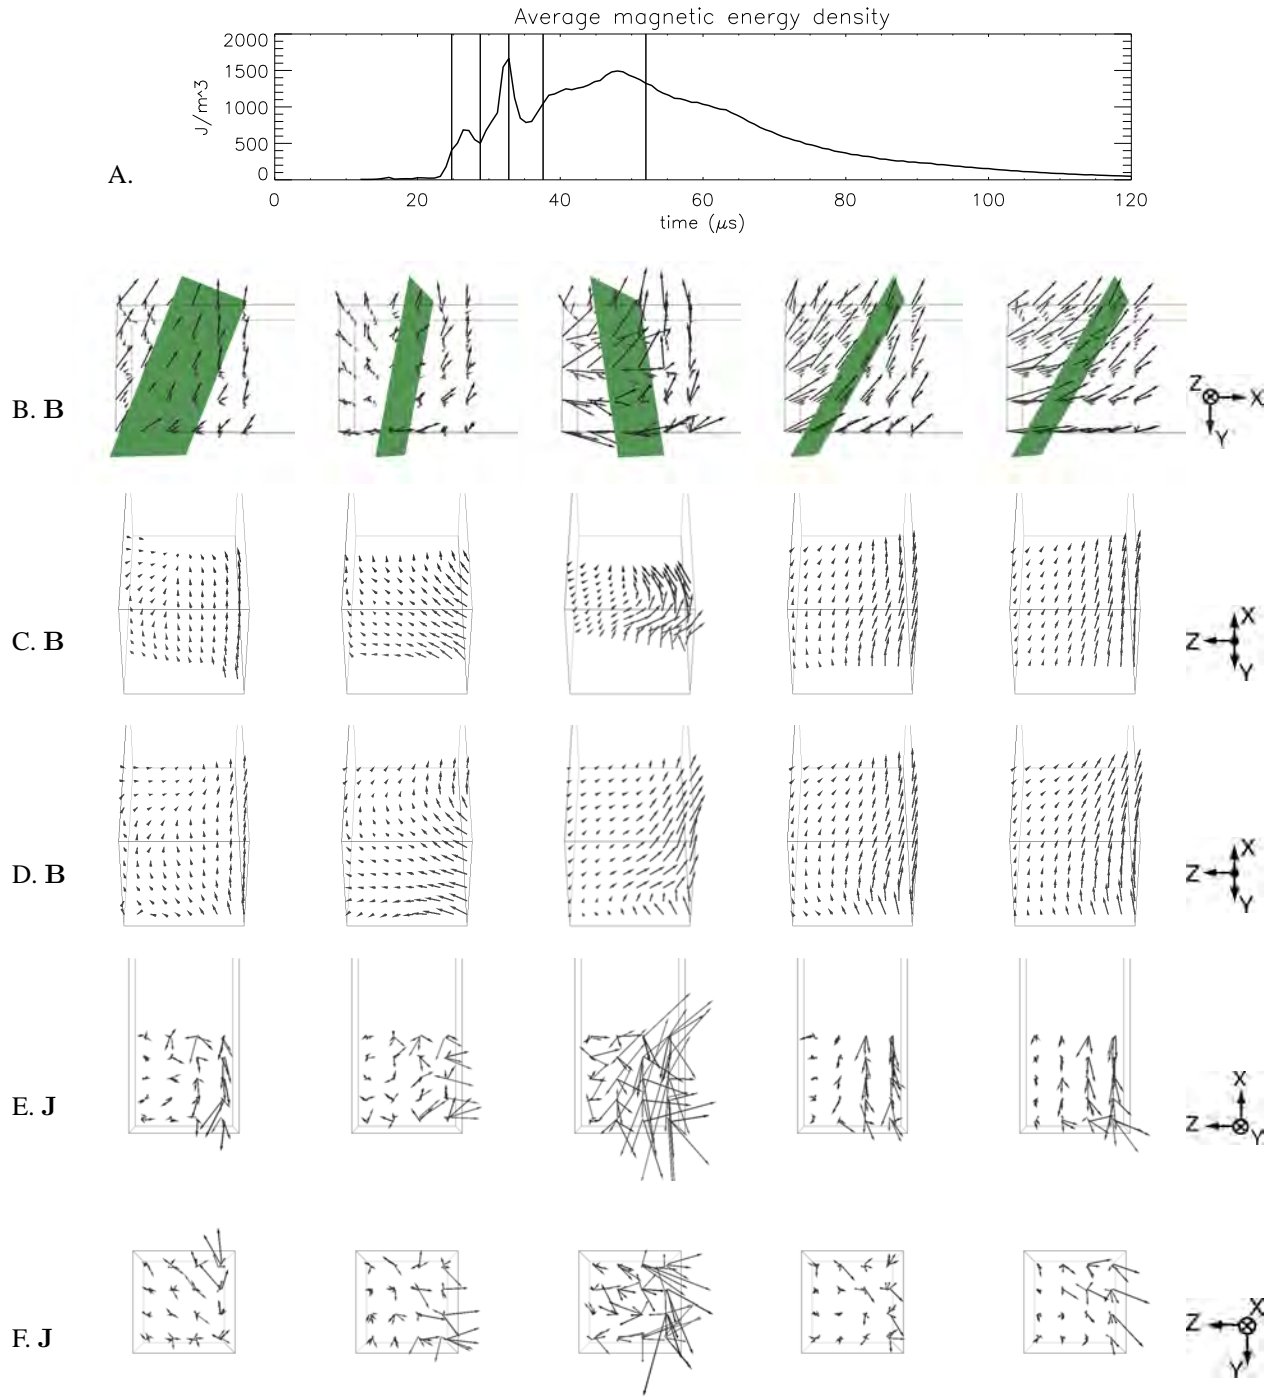 Average magnetic energy density
2000
1500
1000
500
0
J/m^3
A.
0 20 40 60 80 100 120
time (μs)
B. B
Z X Y
C. B
X Z Y
D. B
X Z Y
E. J
X Z Y
F. J
X Z Y